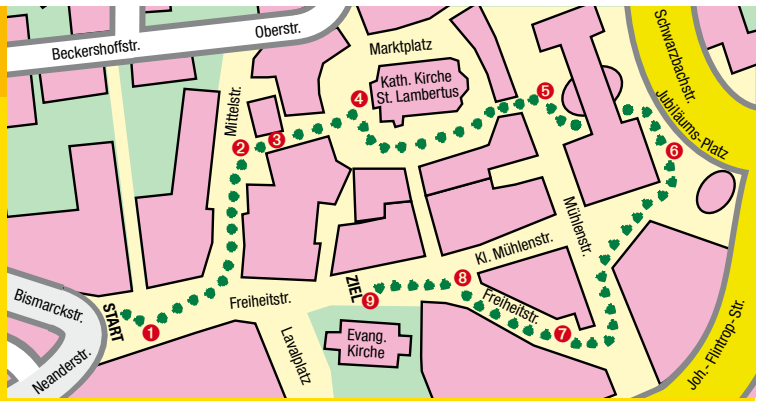 Beckershoffstr.
Oberstr.
Marktplatz
Kath. Kirche
St. Lambertus
Schwarzbachstr.
Jubiläums-Platz
Mittelstr.
4
5
2
3
6
Mühlenstr.
Kl. Mühlenstr.
Bismarckstr.
Neanderstr.
START
1
Freiheitstr.
Lavalplatz
ZIEL
9
8
Freiheitstr.
7
Evang.
Kirche
Joh.- Flintrop-Str.